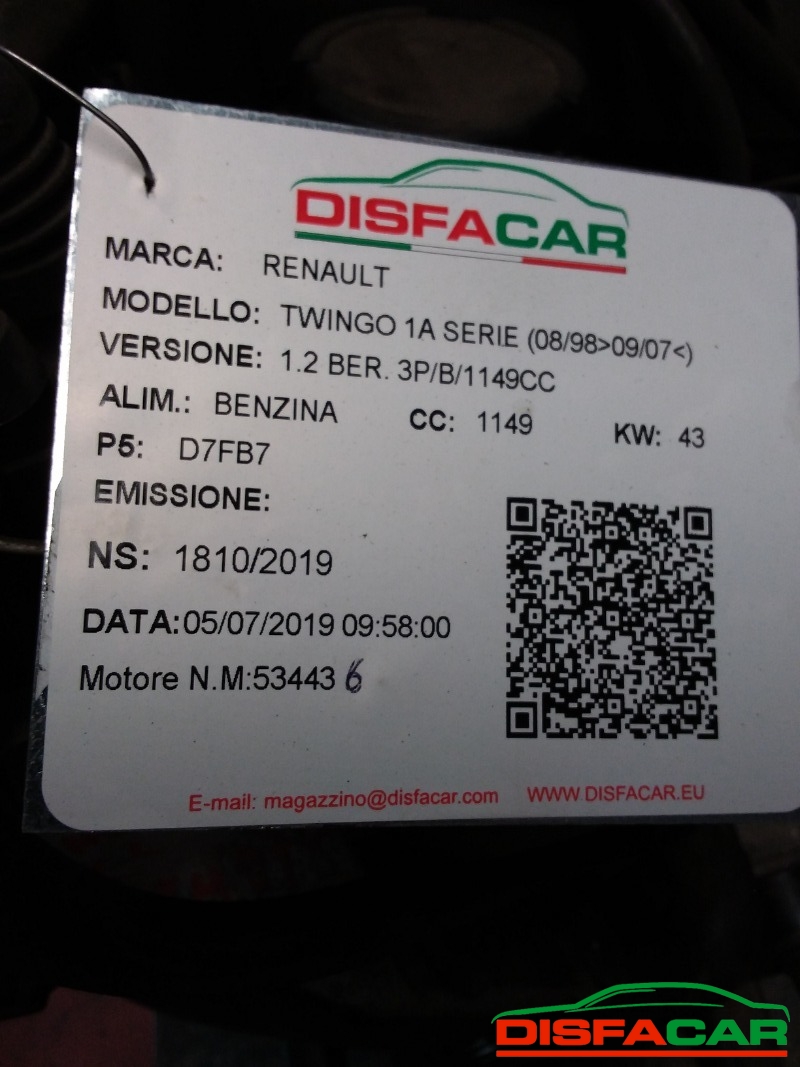 DISFACAR
MARCA: RENAULT
MODELLO: TWINGO 1A SERIE (08/98>09/07<)
VERSIONE: 1.2 BER. 3P/B/1149CC
ALIM.: BENZINA CC: 1149 KW: 43
P5: D7FB7
EMISSIONE:
NS: 1810/2019
DATA:05/07/2019 09:58:00
Motore N.M:53443 6
E-mail: magazzino@disfacar.com WWW.DISFACAR.EU
DISFACAR